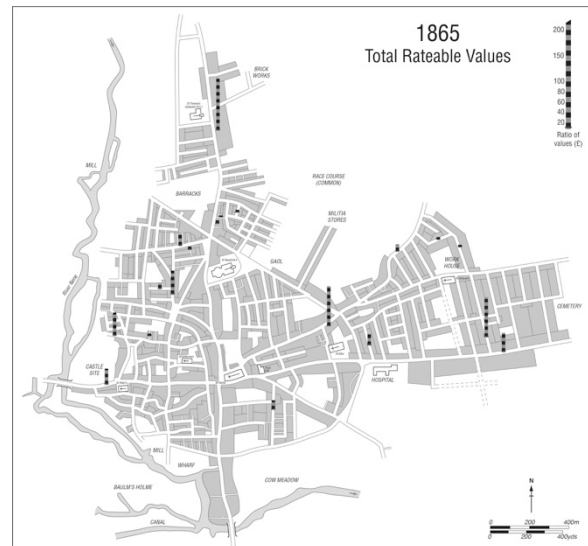 1865
Total Rateable Values
200
150
100
80
60
40
20
Ratio of
values (£)
BRICK
WORKS
MILL
RACE COURSE
(COMMON)
BARRACKS
MILITIA
STORES
GAOL
WORK
HOUSE
CEMETERY
River Nene
CASTLE
SITE
HOSPITAL
MILL
WHARF
BAULM'S HOLME
COW MEADOW
CANAL
N
0 200 400m
0 200 400yds